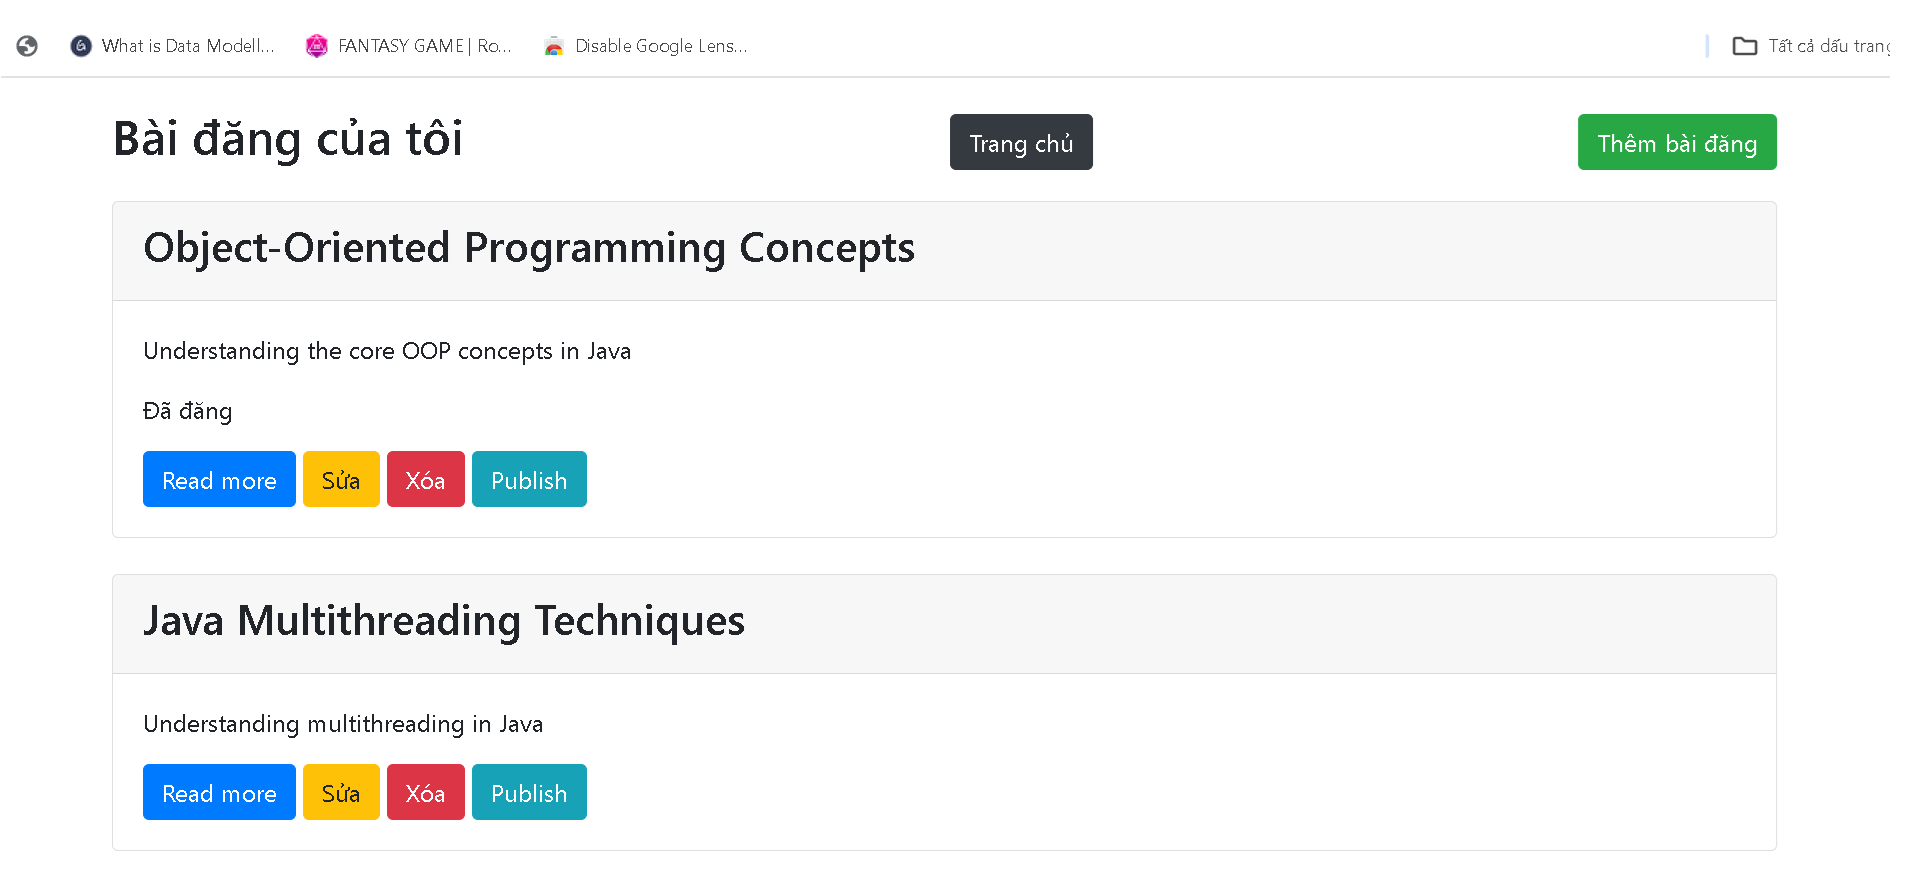 What is Data Modell... FANTASY GAME | Ro... Disable Google Lens... Tất cả dấu trang
Bài đăng của tôi Trang chủ Thêm bài đăng
Object-Oriented Programming Concepts
Understanding the core OOP concepts in Java
Đã đăng
Read more Sửa Xóa Publish
Java Multithreading Techniques
Understanding multithreading in Java
Read more Sửa Xóa Publish